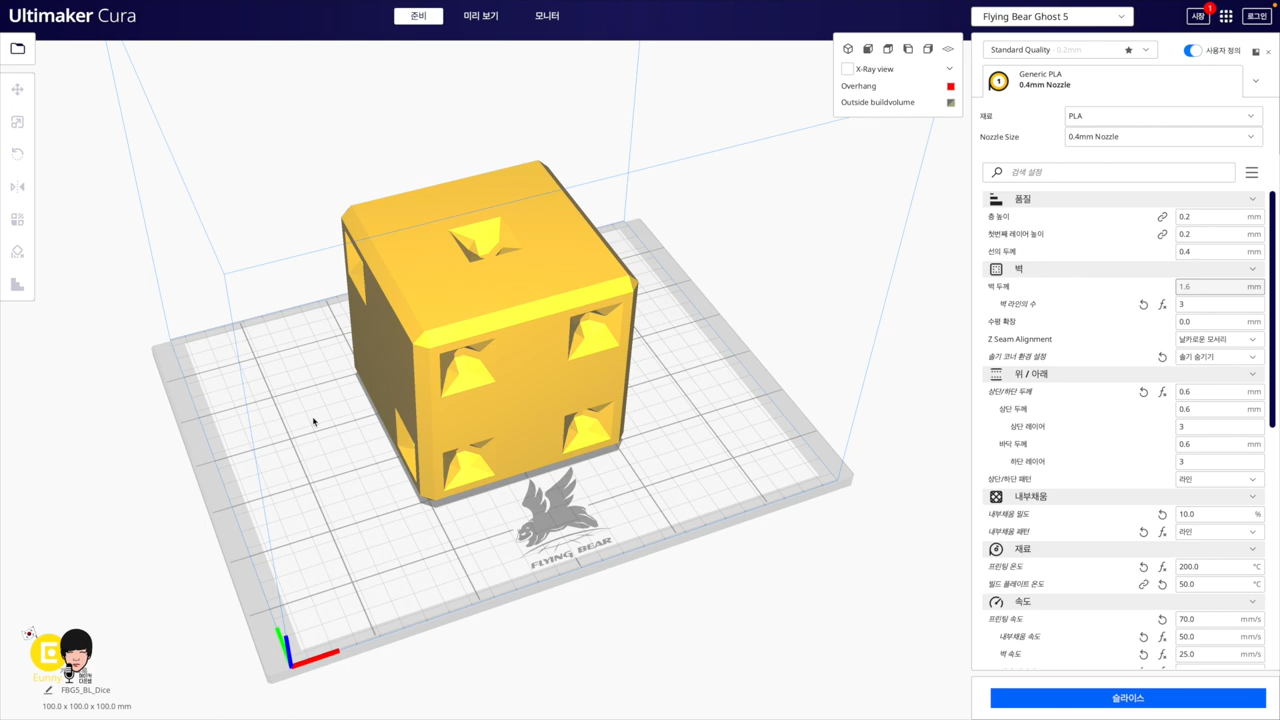 Ultimaker Cura
준비
미리 보기
모니터
Flying Bear Ghost 5
시장
1
로그인
X-Ray view
Overhang
Outside buildvolume
Standard Quality - 0.2mm
사용자 정의
1
Generic PLA
0.4mm Nozzle
재료
PLA
Nozzle Size
0.4mm Nozzle
검색 설정
품질
층 높이
0.2 mm
첫번째 레이어 높이
0.2 mm
선의 두께
0.4 mm
벽
벽 두께
1.6 mm
벽 라인의 수
3
수평 확장
0.0 mm
Z Seam Alignment
날카로운 모서리
솔기 코너 환경 설정
솔기 숨기기
위 / 아래
상단/하단 두께
0.6 mm
상단 두께
0.6 mm
상단 레이어
3
바닥 두께
0.6 mm
하단 레이어
3
상단/하단 패턴
라인
내부채움
내부채움 밀도
10.0 %
내부채움 패턴
라인
재료
프린팅 온도
200.0 °C
빌드 플레이트 온도
50.0 °C
속도
프린팅 속도
70.0 mm/s
내부채움 속도
50.0 mm/s
벽 속도
25.0 mm/s
슬라이스
FLYING BEAR
Eunny
FBG5_BL_Dice
100.0 x 100.0 x 100.0 mm